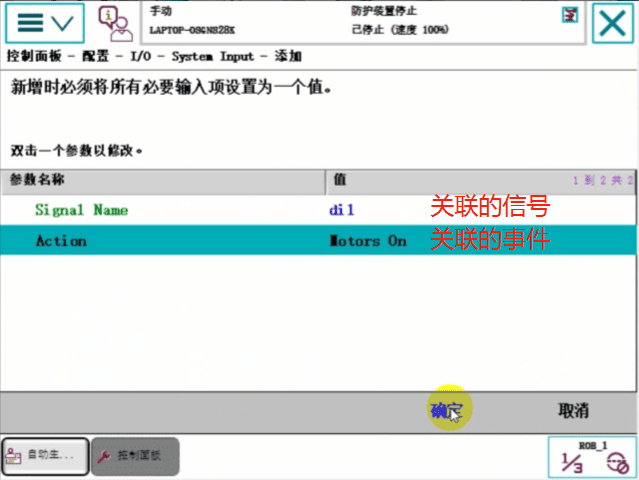 手动
LAPTOP-OSGNS28K
防护装置停止
已停止 (速度 100%)
控制面板 - 配置 - I/O - System Input - 添加
新增时必须将所有必要输入项设置为一个值。
双击一个参数以修改。
参数名称 值 1 到 2 共 2
Signal Name di1 关联的信号
Action Motors On 关联的事件
确定 取消
自动生... 控制面板
ROB_1
1/3